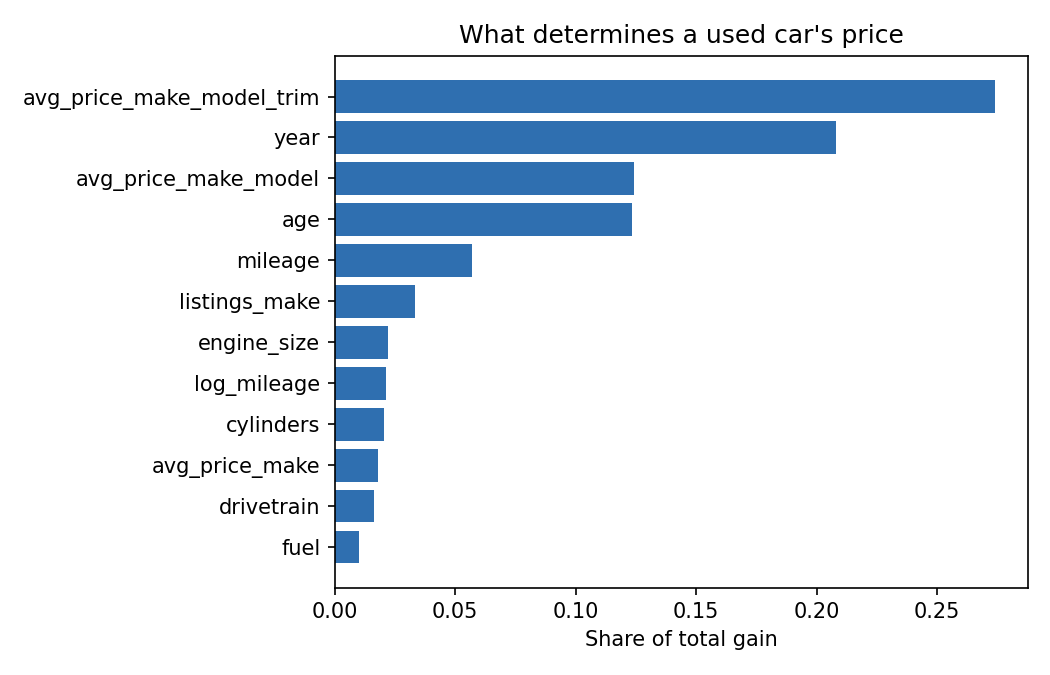 What determines a used car's price
avg_price_make_model_trim
year
avg_price_make_model
age
mileage
listings_make
engine_size
log_mileage
cylinders
avg_price_make
drivetrain
fuel
0.00 0.05 0.10 0.15 0.20 0.25
Share of total gain